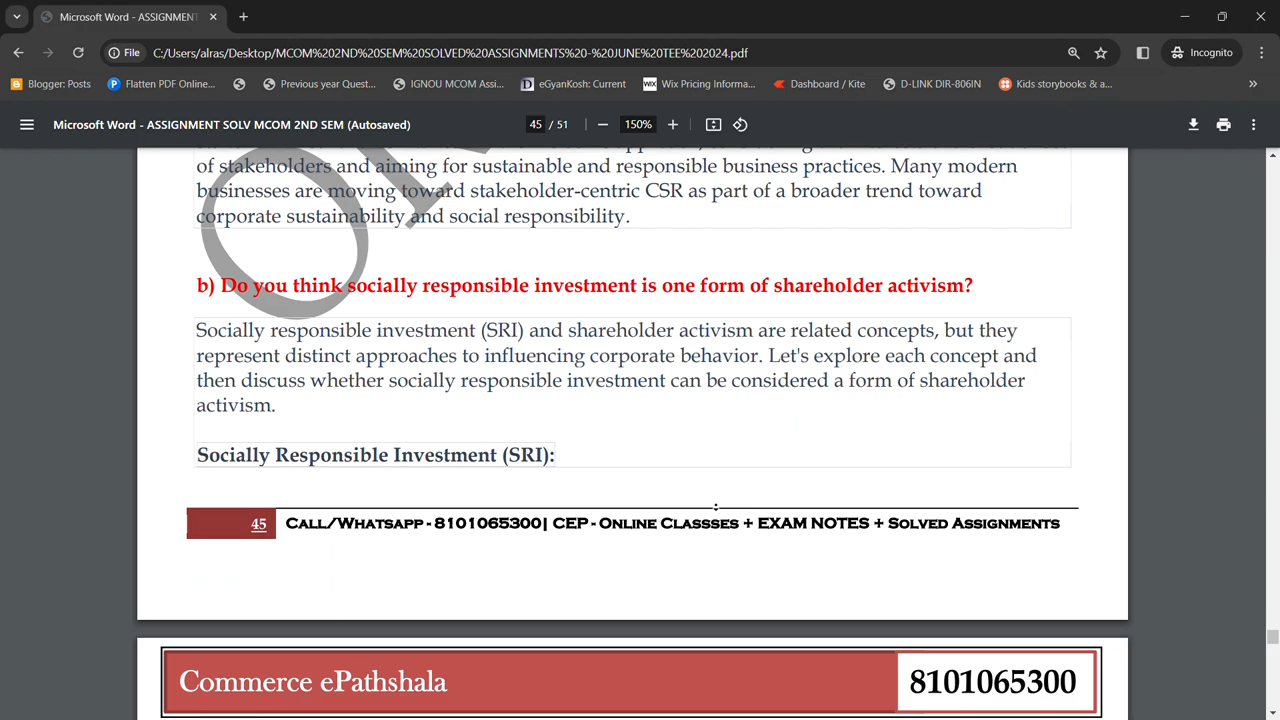 Microsoft Word - ASSIGNMENT
File
C:/Users/alras/Desktop/MCOM%202ND%20SEM%20SOLVED%20ASSIGNMENTS%20-%20JUNE%20TEE%202024.pdf
Incognito
Blogger: Posts
Flatten PDF Online...
Previous year Quest...
IGNOU MCOM Assi...
eGyanKosh: Current
WIX
Wix Pricing Informa...
Dashboard / Kite
D-LINK DIR-806IN
Kids storybooks & a...
Microsoft Word - ASSIGNMENT SOLV MCOM 2ND SEM (Autosaved)
45 / 51
150%
of stakeholders and aiming for sustainable and responsible business practices. Many modern
businesses are moving toward stakeholder-centric CSR as part of a broader trend toward
corporate sustainability and social responsibility.
b) Do you think socially responsible investment is one form of shareholder activism?
Socially responsible investment (SRI) and shareholder activism are related concepts, but they
represent distinct approaches to influencing corporate behavior. Let's explore each concept and
then discuss whether socially responsible investment can be considered a form of shareholder
activism.
Socially Responsible Investment (SRI):
45
CALL/WHATSAPP - 8101065300| CEP - ONLINE CLASSSES + EXAM NOTES + SOLVED ASSIGNMENTS
Commerce ePathshala
8101065300